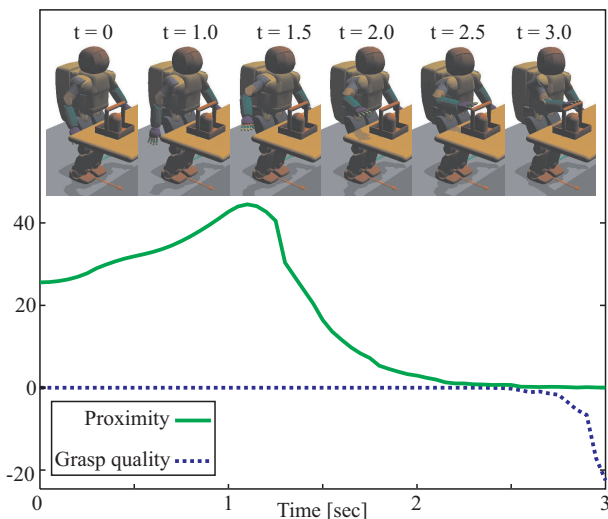 t = 0 t = 1.0 t = 1.5 t = 2.0 t = 2.5 t = 3.0
40
20
0
Proximity
Grasp quality
-20
0 1 2 3
Time [sec]